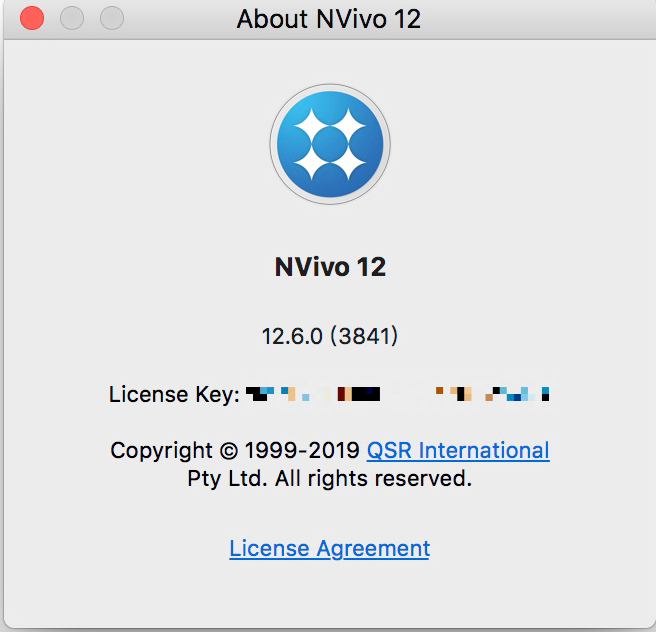 About NVivo 12
NVivo 12
12.6.0 (3841)
License Key:
Copyright © 1999-2019 QSR International
Pty Ltd. All rights reserved.
License Agreement